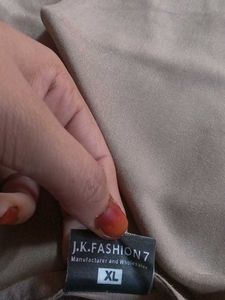 J.K.FASHION 7
Manufacturer and Wholesaler
XL